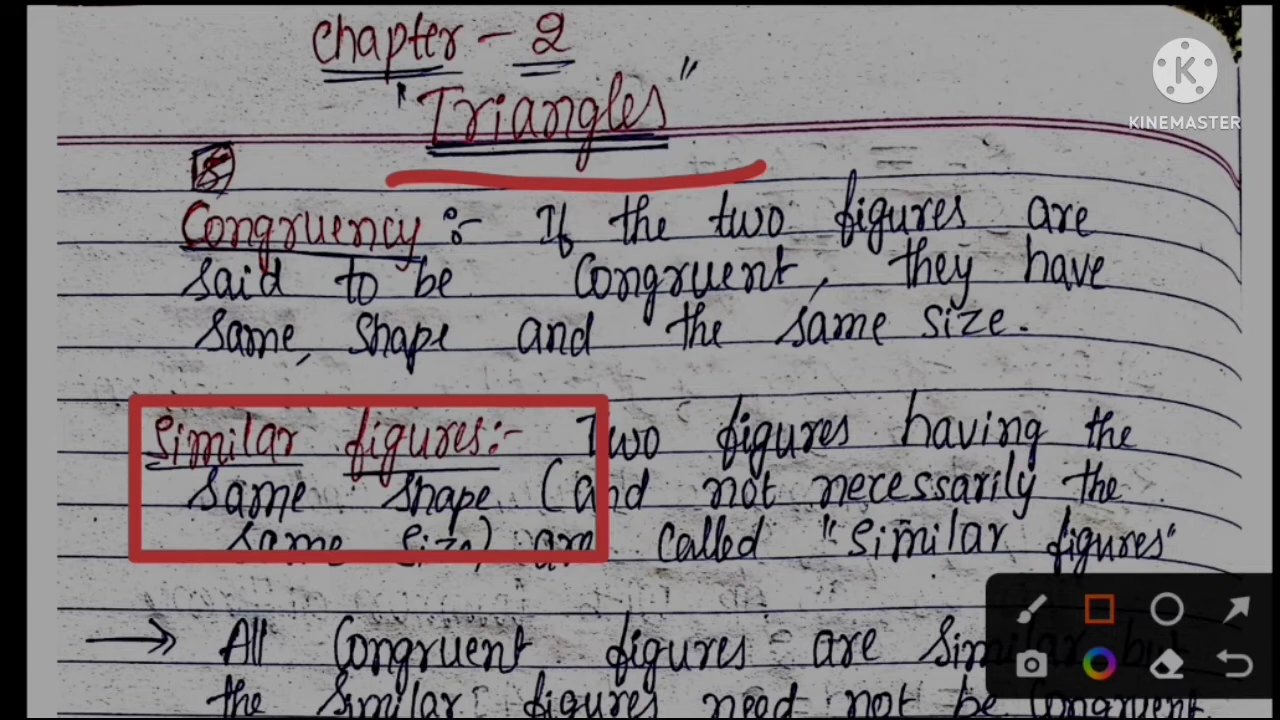 Chapter - 2
"Triangles"
KINEMASTER
Congruency :- If the two figures are
said to be Congruent, they have
same, shape and the same size.
Similar figures:- Two figures having the
same shape (and not necessarily the
same size) are called "similar figures"
→ All Congruent figures are Similar but
the Similar figures need not be Congruent